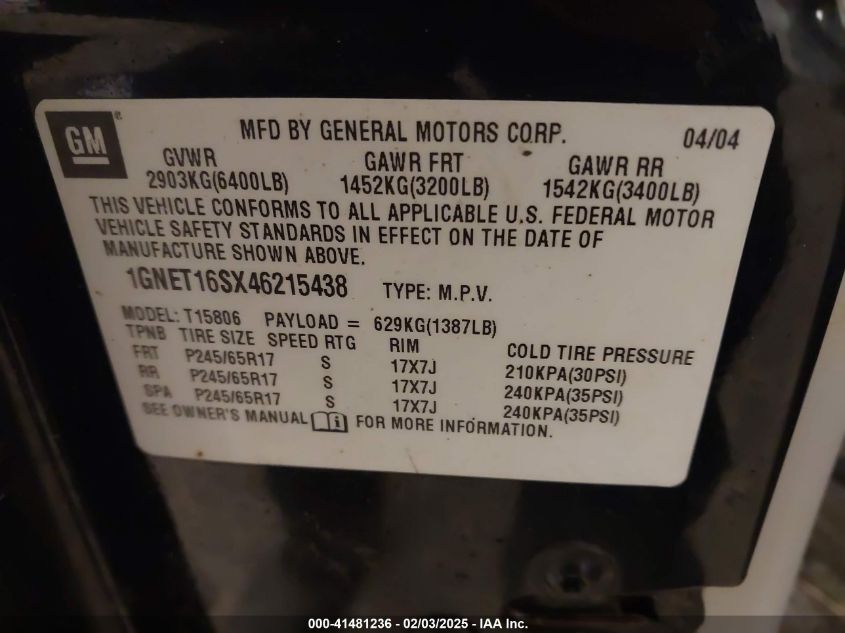 GM®
MFD BY GENERAL MOTORS CORP. 04/04
GVWR GAWR FRT GAWR RR
2903KG(6400LB) 1452KG(3200LB) 1542KG(3400LB)
THIS VEHICLE CONFORMS TO ALL APPLICABLE U.S. FEDERAL MOTOR
VEHICLE SAFETY STANDARDS IN EFFECT ON THE DATE OF
MANUFACTURE SHOWN ABOVE.
1GNET16SX46215438 TYPE: M.P.V.
MODEL: T15806 PAYLOAD = 629KG(1387LB)
TPNB TIRE SIZE SPEED RTG RIM COLD TIRE PRESSURE
FRT P245/65R17 S 17X7J 210KPA(30PSI)
RR P245/65R17 S 17X7J 240KPA(35PSI)
SPA P245/65R17 S 17X7J 240KPA(35PSI)
SEE OWNER'S MANUAL i FOR MORE INFORMATION.
000-41481236 - 02/03/2025 - IAA Inc.